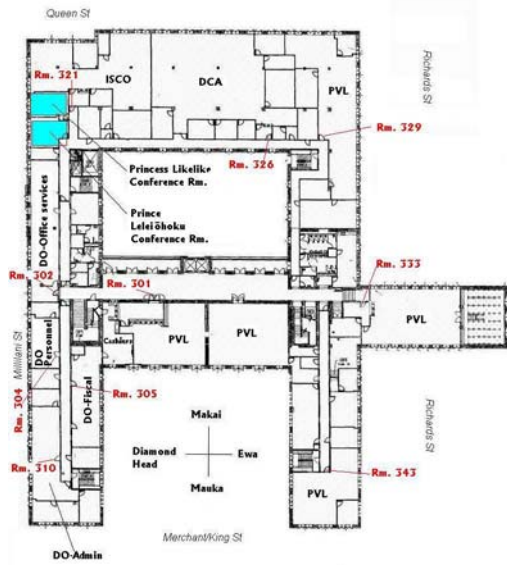 Queen St
Rm. 321
ISCO
DCA
PVL
Richards St
Rm. 329
Rm. 326
Princess Likelike
Conference Rm.
Prince
Leleiōhoku
Conference Rm.
DO-Office services
Rm. 302
Rm. 301
Rm. 333
Mililani St
DO
Personnel
Cashiers
PVL
PVL
PVL
Rm. 304
DO-Fiscal
Rm. 305
Makai
Diamond
Head
Ewa
Mauka
Richards St
Rm. 310
Rm. 343
PVL
Merchant/King St
DO-Admin